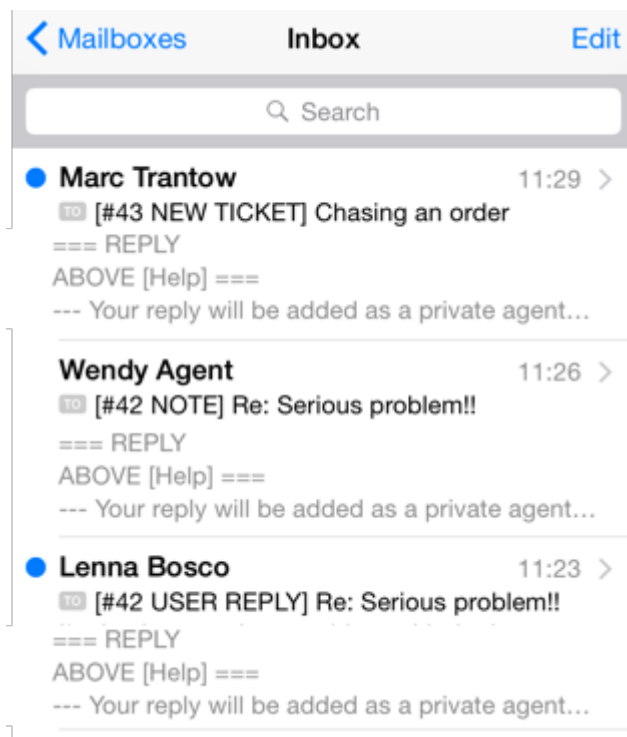 Mailboxes Inbox Edit
Search
Marc Trantow 11:29
TO [#43 NEW TICKET] Chasing an order
=== REPLY
ABOVE [Help] ===
--- Your reply will be added as a private agent...
Wendy Agent 11:26
TO [#42 NOTE] Re: Serious problem!!
=== REPLY
ABOVE [Help] ===
--- Your reply will be added as a private agent...
Lenna Bosco 11:23
TO [#42 USER REPLY] Re: Serious problem!!
=== REPLY
ABOVE [Help] ===
--- Your reply will be added as a private agent...